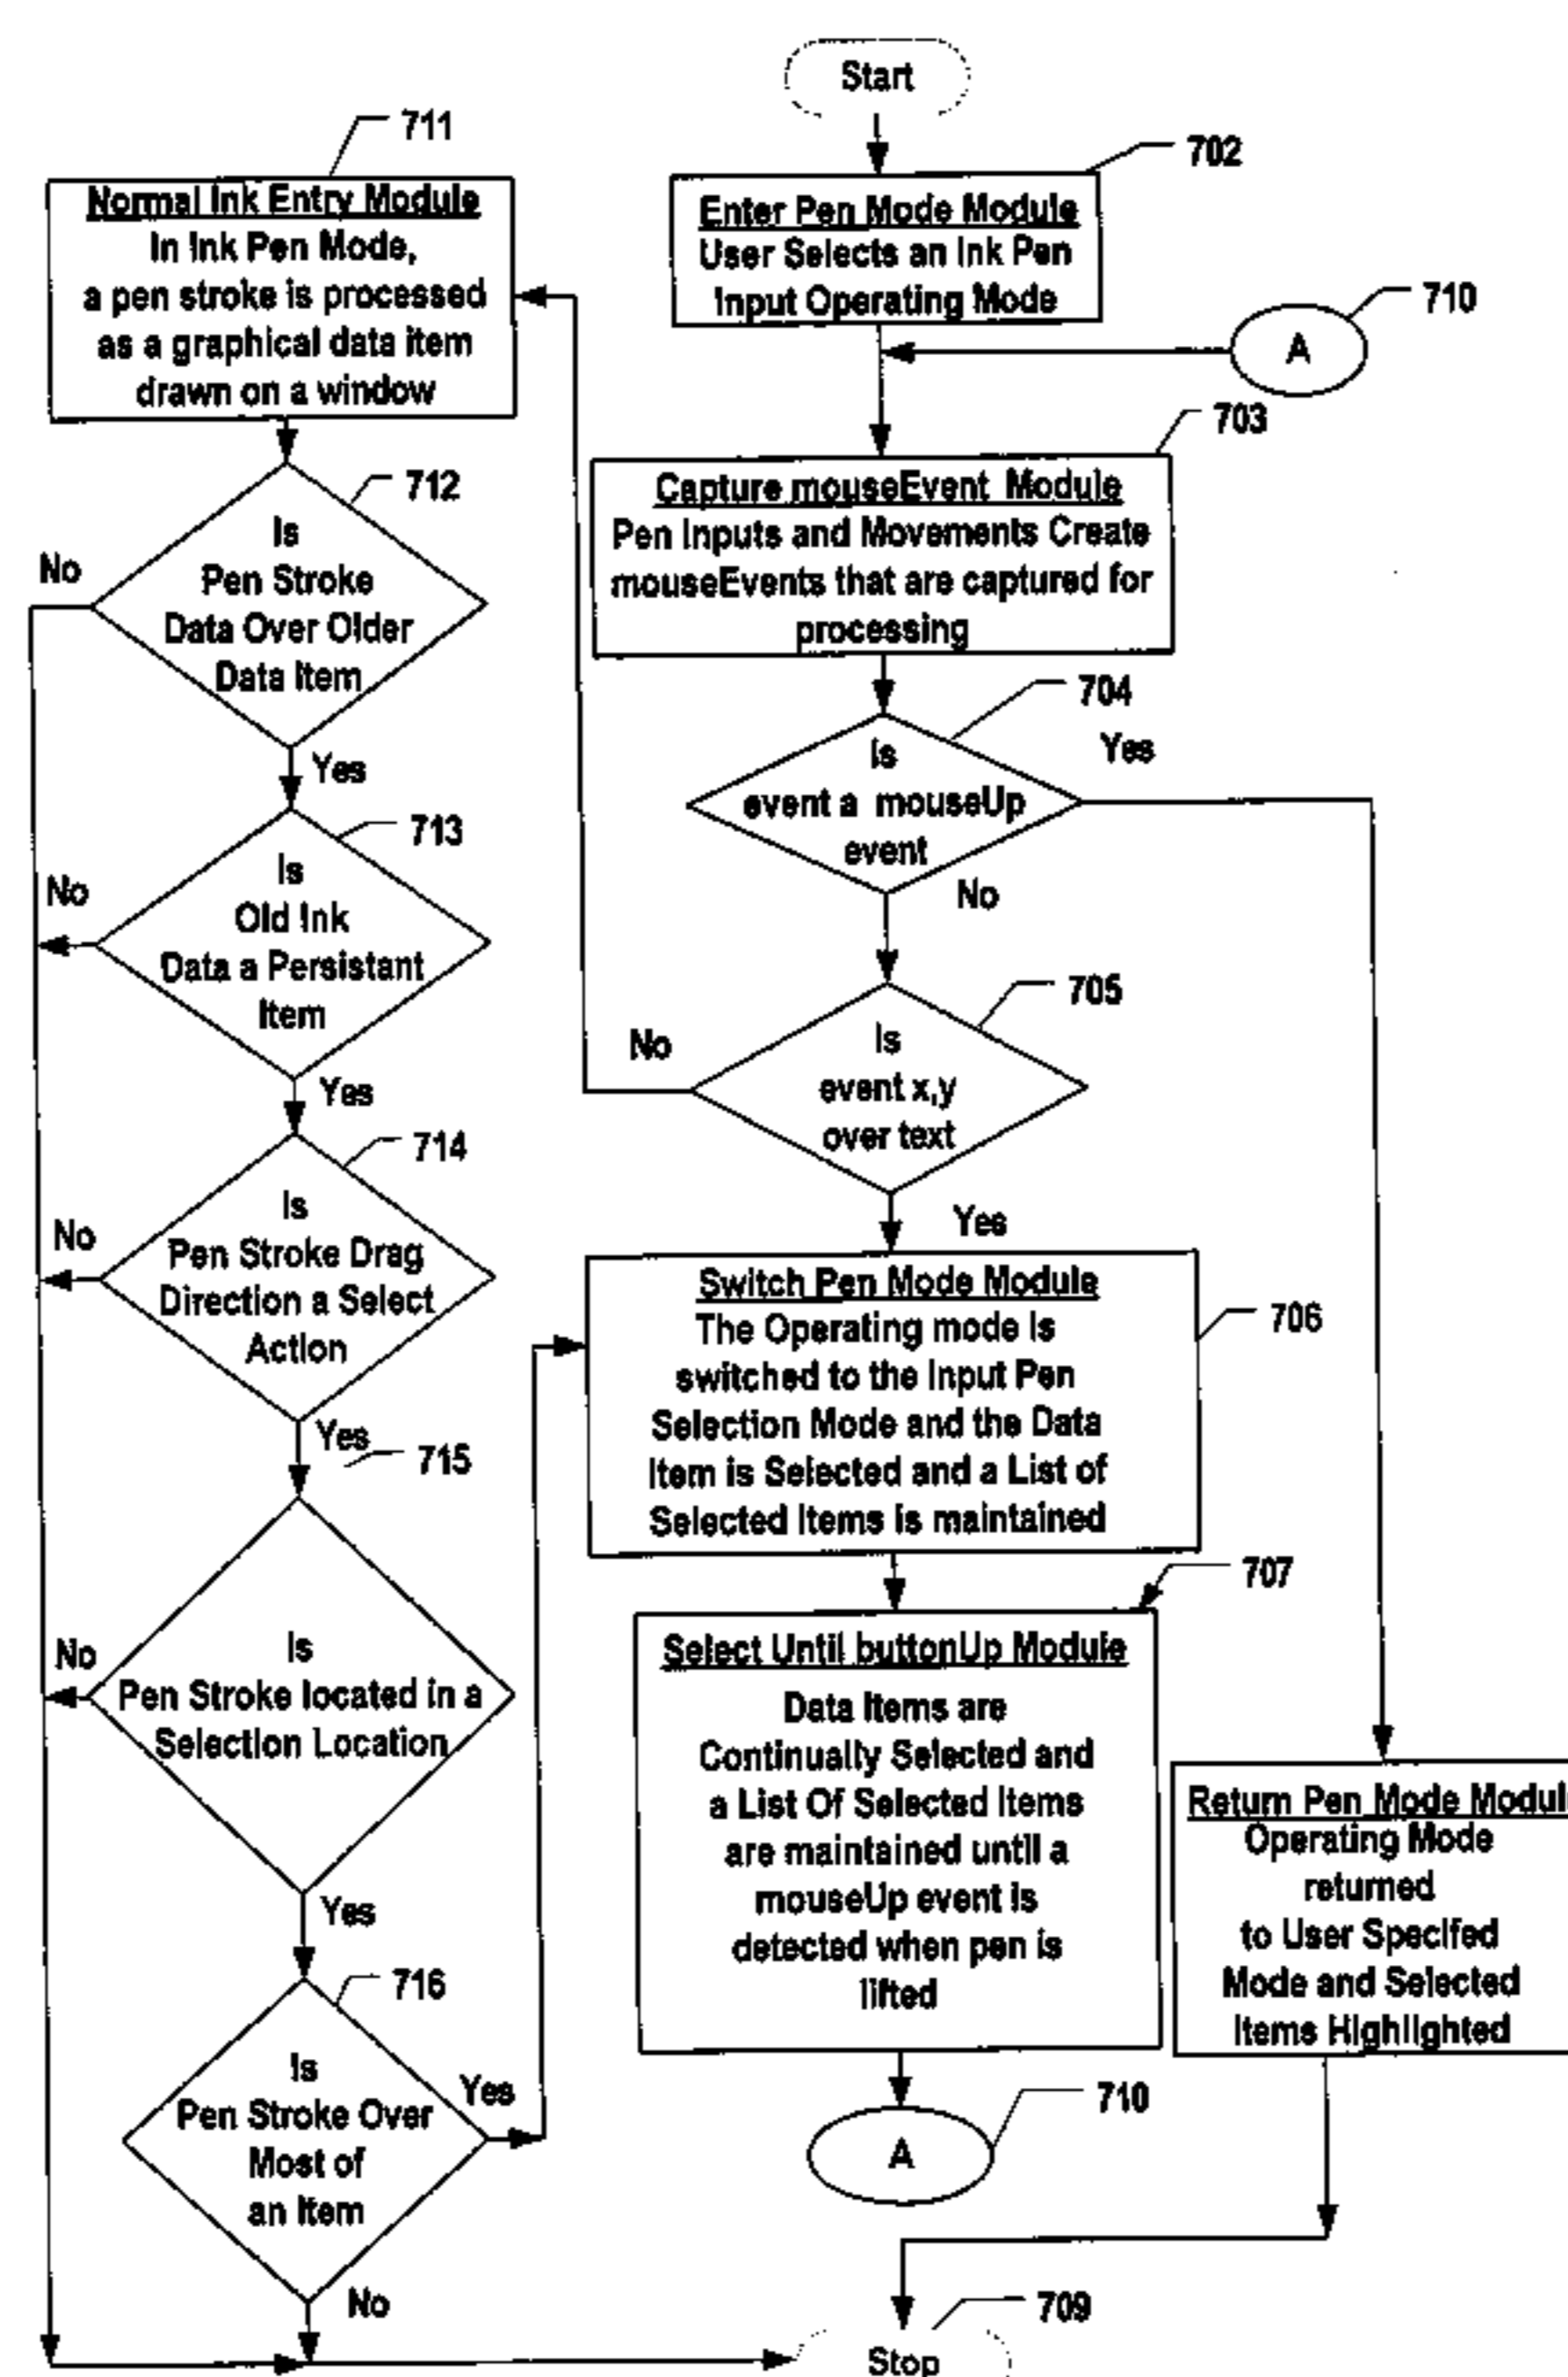 Start
702
Enter Pen Mode Module
User Selects an Ink Pen
Input Operating Mode
A
710
703
Capture mouseEvent Module
Pen Inputs and Movements Create
mouseEvents that are captured for
processing
704
Is
event a mouseUp
event
Yes
No
705
Is
event x,y
over text
No
Yes
706
Switch Pen Mode Module
The Operating mode is
switched to the Input Pen
Selection Mode and the Data
Item is Selected and a List of
Selected Items is maintained
707
Select Until buttonUp Module
Data Items are
Continually Selected and
a List Of Selected Items
are maintained until a
mouseUp event is
detected when pen is
lifted
A
710
Return Pen Mode Modul
Operating Mode
returned
to User Specifed
Mode and Selected
Items Highlighted
709
Stop
711
Normal Ink Entry Module
In Ink Pen Mode,
a pen stroke is processed
as a graphical data item
drawn on a window
712
Is
Pen Stroke
Data Over Older
Data Item
No
Yes
713
Is
Old Ink
Data a Persistant
Item
No
Yes
714
Is
Pen Stroke Drag
Direction a Select
Action
No
Yes
715
Is
Pen Stroke located in a
Selection Location
No
Yes
716
Is
Pen Stroke Over
Most of
an Item
Yes
No